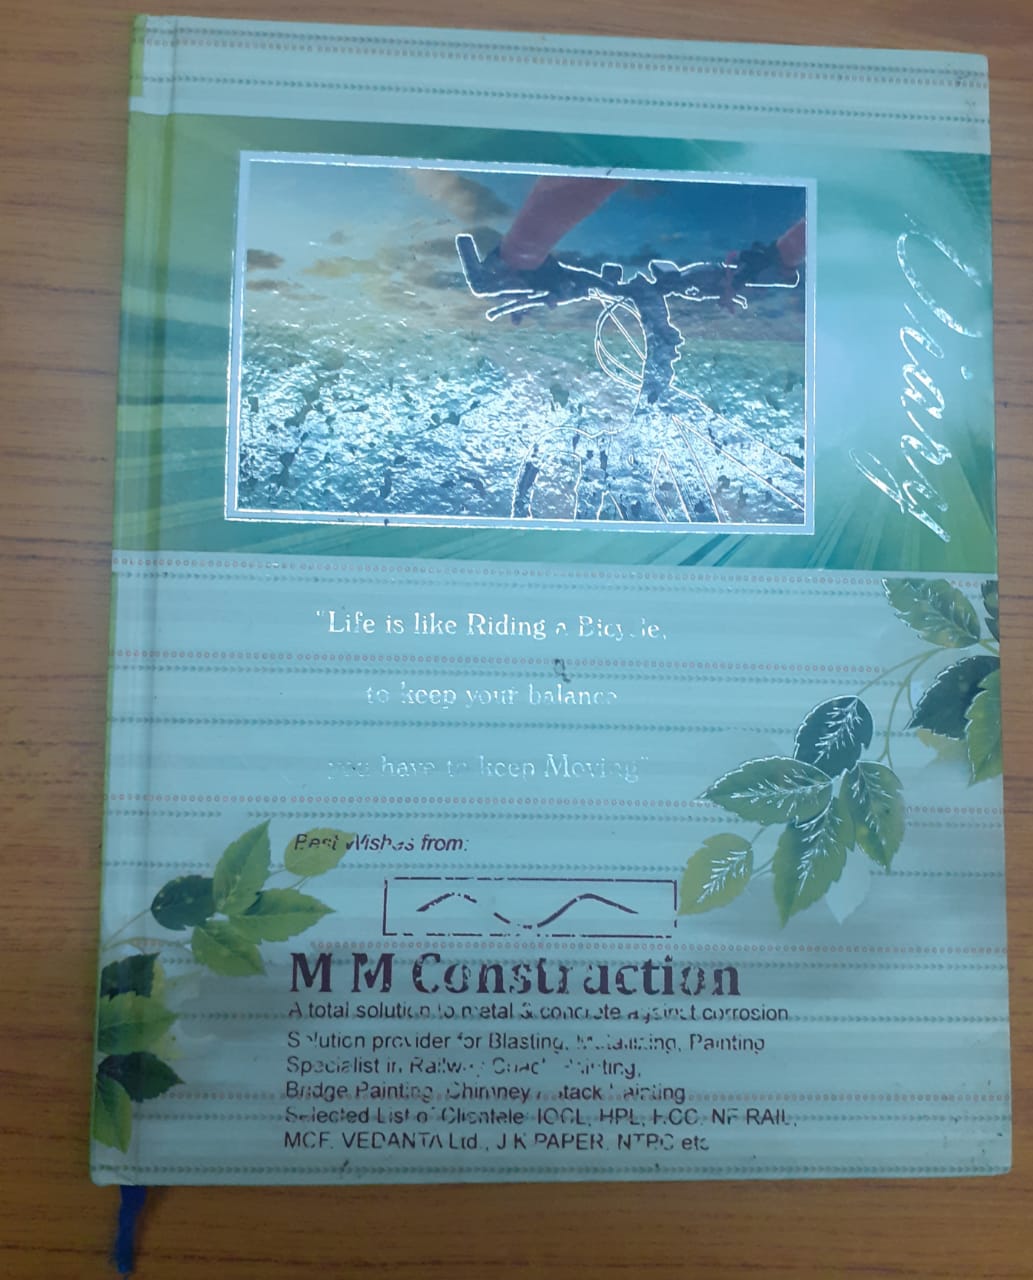 Diary
"Life is like Riding a Bicycle,
to keep your balance
you have to keep Moving"
Best Wishes from:
M M Construction
A total solution to metal & concrete against corrosion
Solution provider for Blasting, Metallizing, Painting
Specialist in Railway Coach Painting,
Bridge Painting, Chimney / Stack Painting
Selected List of Clientele: IOCL, HPL, HCC, NF RAIL,
MCF, VEDANTA Ltd., J K PAPER, NTPC etc